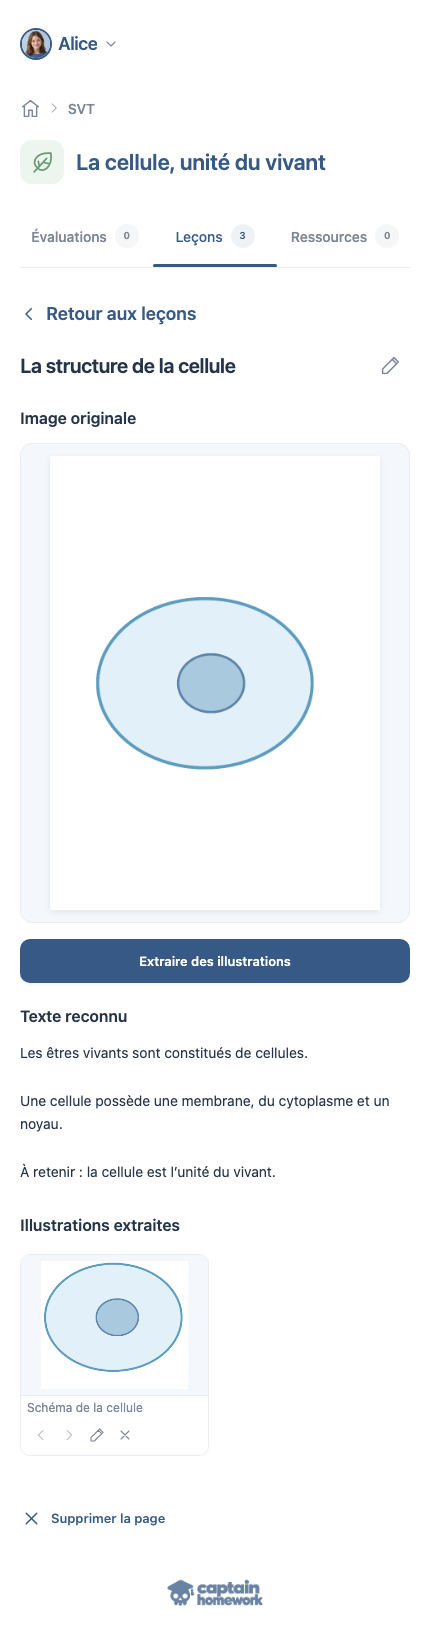 Alice
SVT
La cellule, unité du vivant
Évaluations 0 Leçons 3 Ressources 0
Retour aux leçons
La structure de la cellule
Image originale
Extraire des illustrations
Texte reconnu
Les êtres vivants sont constitués de cellules.
Une cellule possède une membrane, du cytoplasme et un
noyau.
À retenir : la cellule est l’unité du vivant.
Illustrations extraites
Schéma de la cellule
Supprimer la page
captain
homework